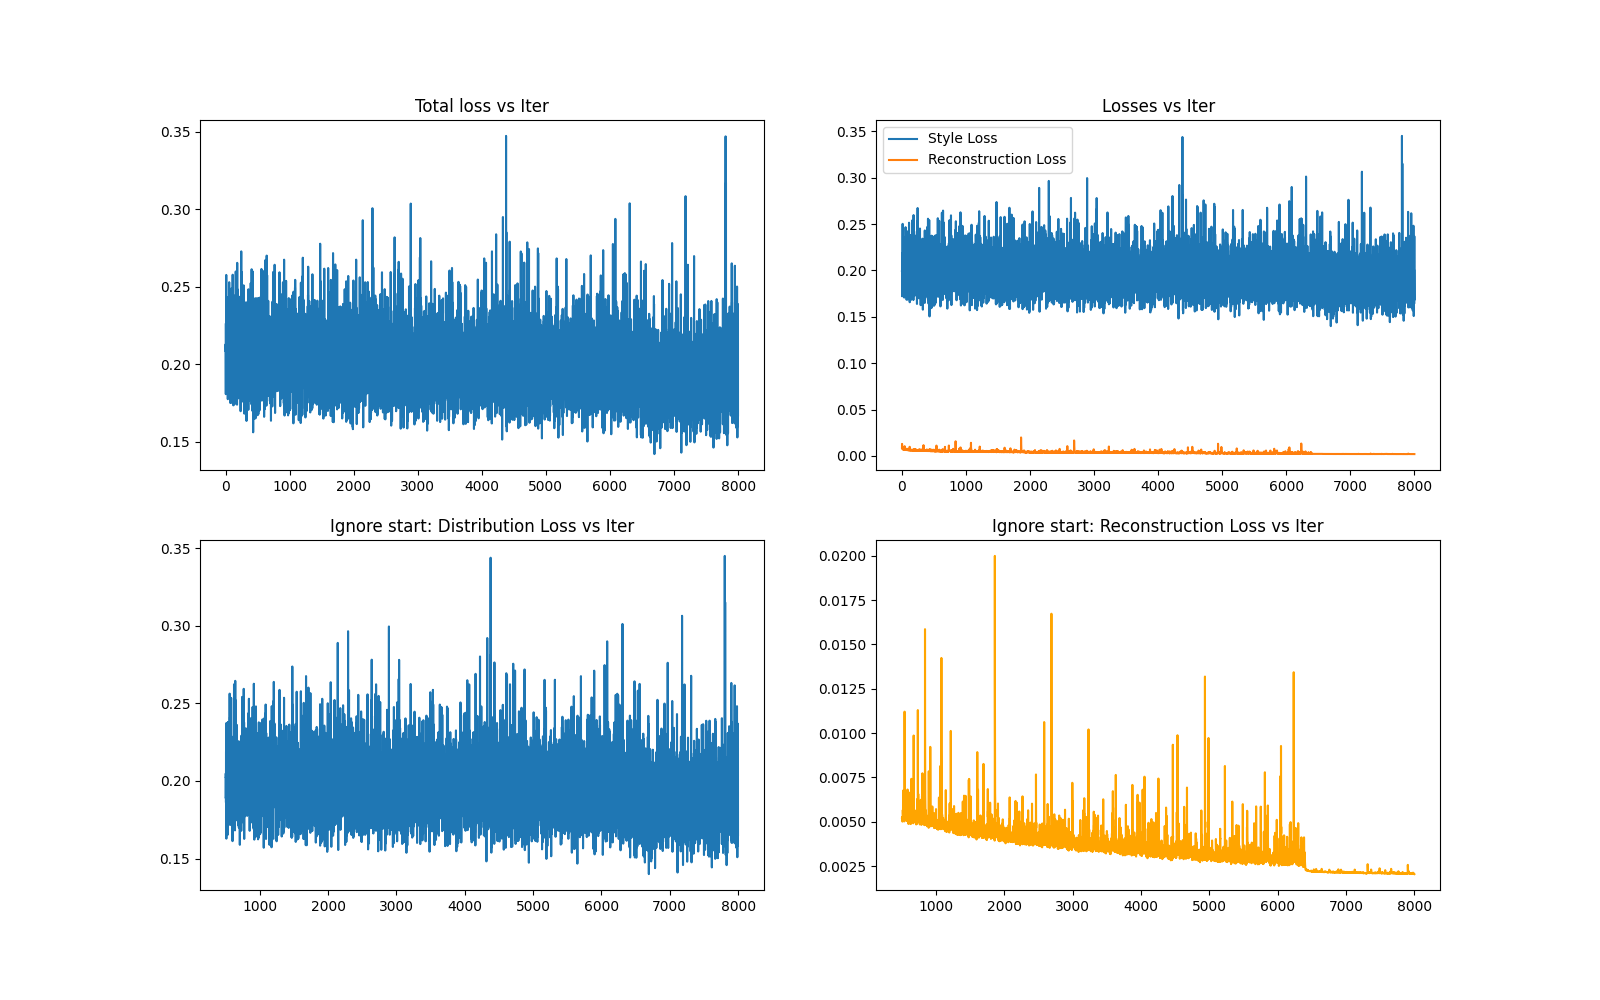 Total loss vs Iter
0.35
0.30
0.25
0.20
0.15
0 1000 2000 3000 4000 5000 6000 7000 8000
Losses vs Iter
Style Loss
Reconstruction Loss
0.35
0.30
0.25
0.20
0.15
0.10
0.05
0.00
0 1000 2000 3000 4000 5000 6000 7000 8000
Ignore start: Distribution Loss vs Iter
0.35
0.30
0.25
0.20
0.15
1000 2000 3000 4000 5000 6000 7000 8000
Ignore start: Reconstruction Loss vs Iter
0.0200
0.0175
0.0150
0.0125
0.0100
0.0075
0.0050
0.0025
1000 2000 3000 4000 5000 6000 7000 8000